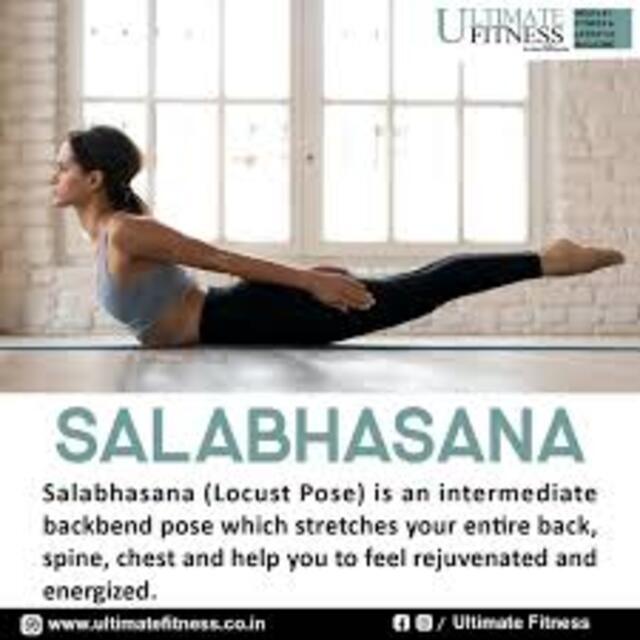 ULTIMATE
FITNESS
SALABHASANA
Salabhasana (Locust Pose) is an intermediate
backbend pose which stretches your entire back,
spine, chest and help you to feel rejuvenated and
energized.
www.ultimatefitness.co.in
/ Ultimate Fitness